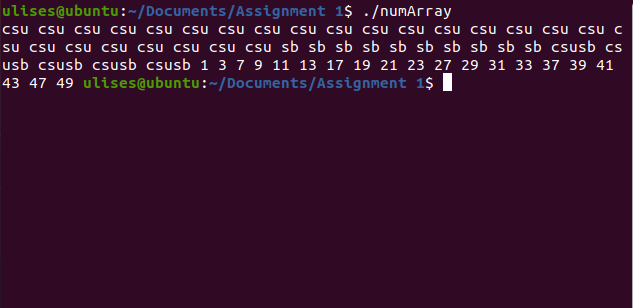 ulises@ubuntu:~/Documents/Assignment 1$ ./numArray
csu csu csu csu csu csu csu csu csu csu csu csu csu csu csu csu csu c
su csu csu csu csu csu csu csu sb sb sb sb sb sb sb sb sb sb csusb cs
usb csusb csusb csusb 1 3 7 9 11 13 17 19 21 23 27 29 31 33 37 39 41
43 47 49 ulises@ubuntu:~/Documents/Assignment 1$